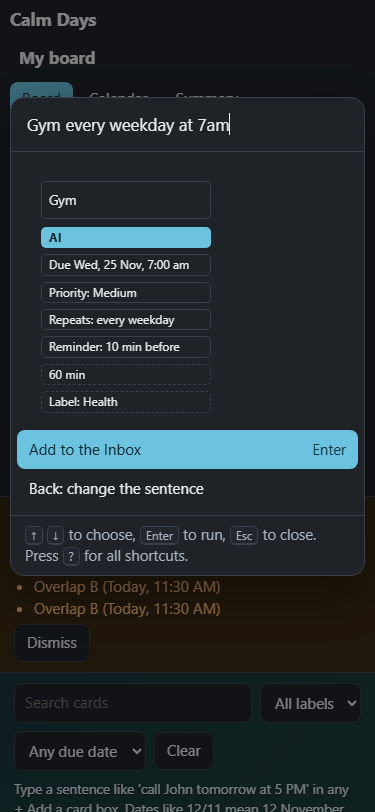 Calm Days
My board
Board Calendar Summary
Gym every weekday at 7am
Gym
AI
Due Wed, 25 Nov, 7:00 am
Priority: Medium
Repeats: every weekday
Reminder: 10 min before
60 min
Label: Health
Add to the Inbox Enter
Back: change the sentence
↑ ↓ to choose, Enter to run, Esc to close.
Press ? for all shortcuts.
• Overlap B (Today, 11:30 AM)
• Overlap B (Today, 11:30 AM)
Dismiss
Search cards All labels
Any due date Clear
Type a sentence like 'call John tomorrow at 5 PM' in any
+ Add a card box. Dates like 12/11 mean 12 November